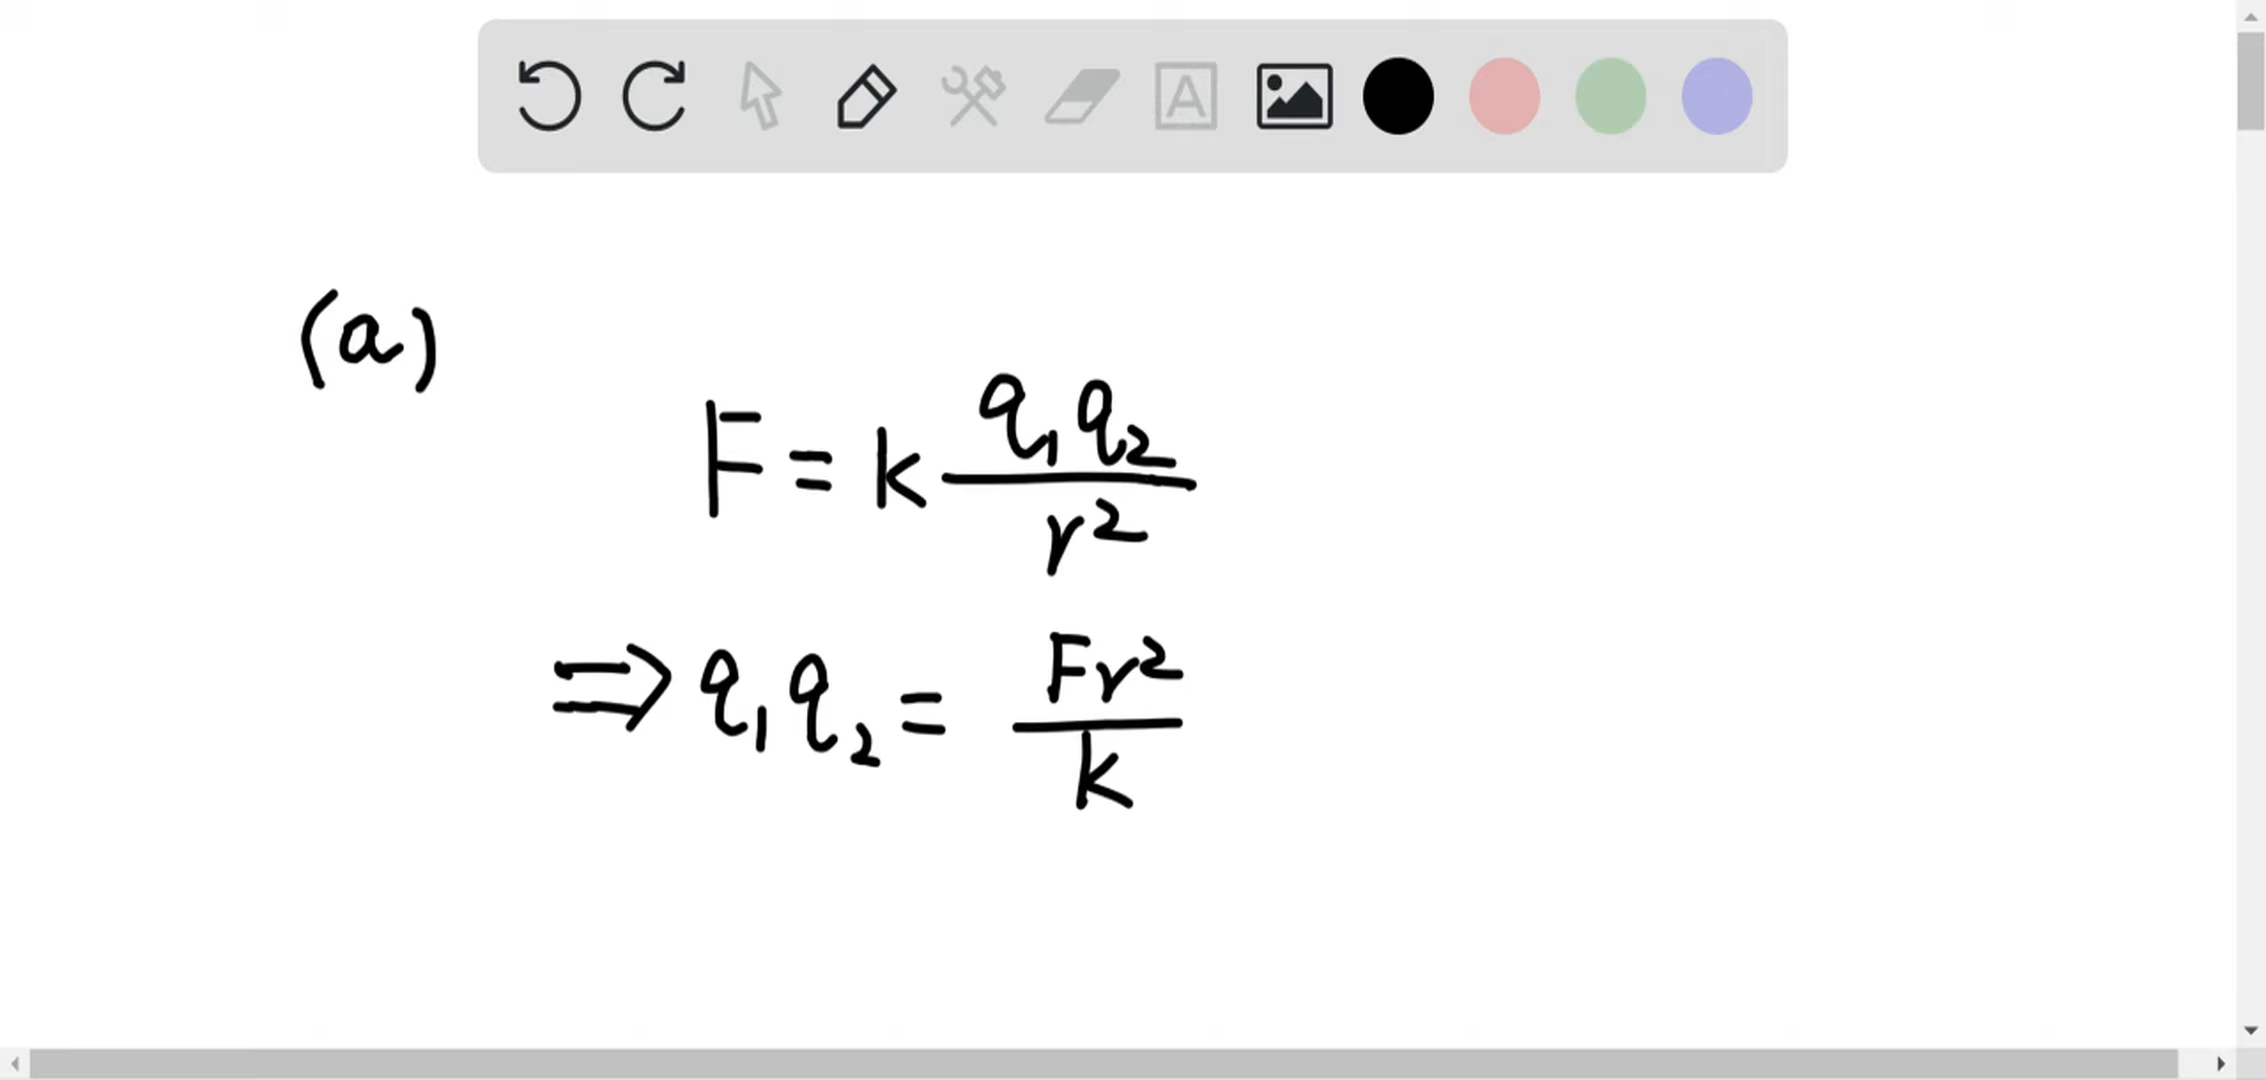 A
(a)
F = k q₁q₂ / r²
⇒ q₁q₂ = Fr² / k